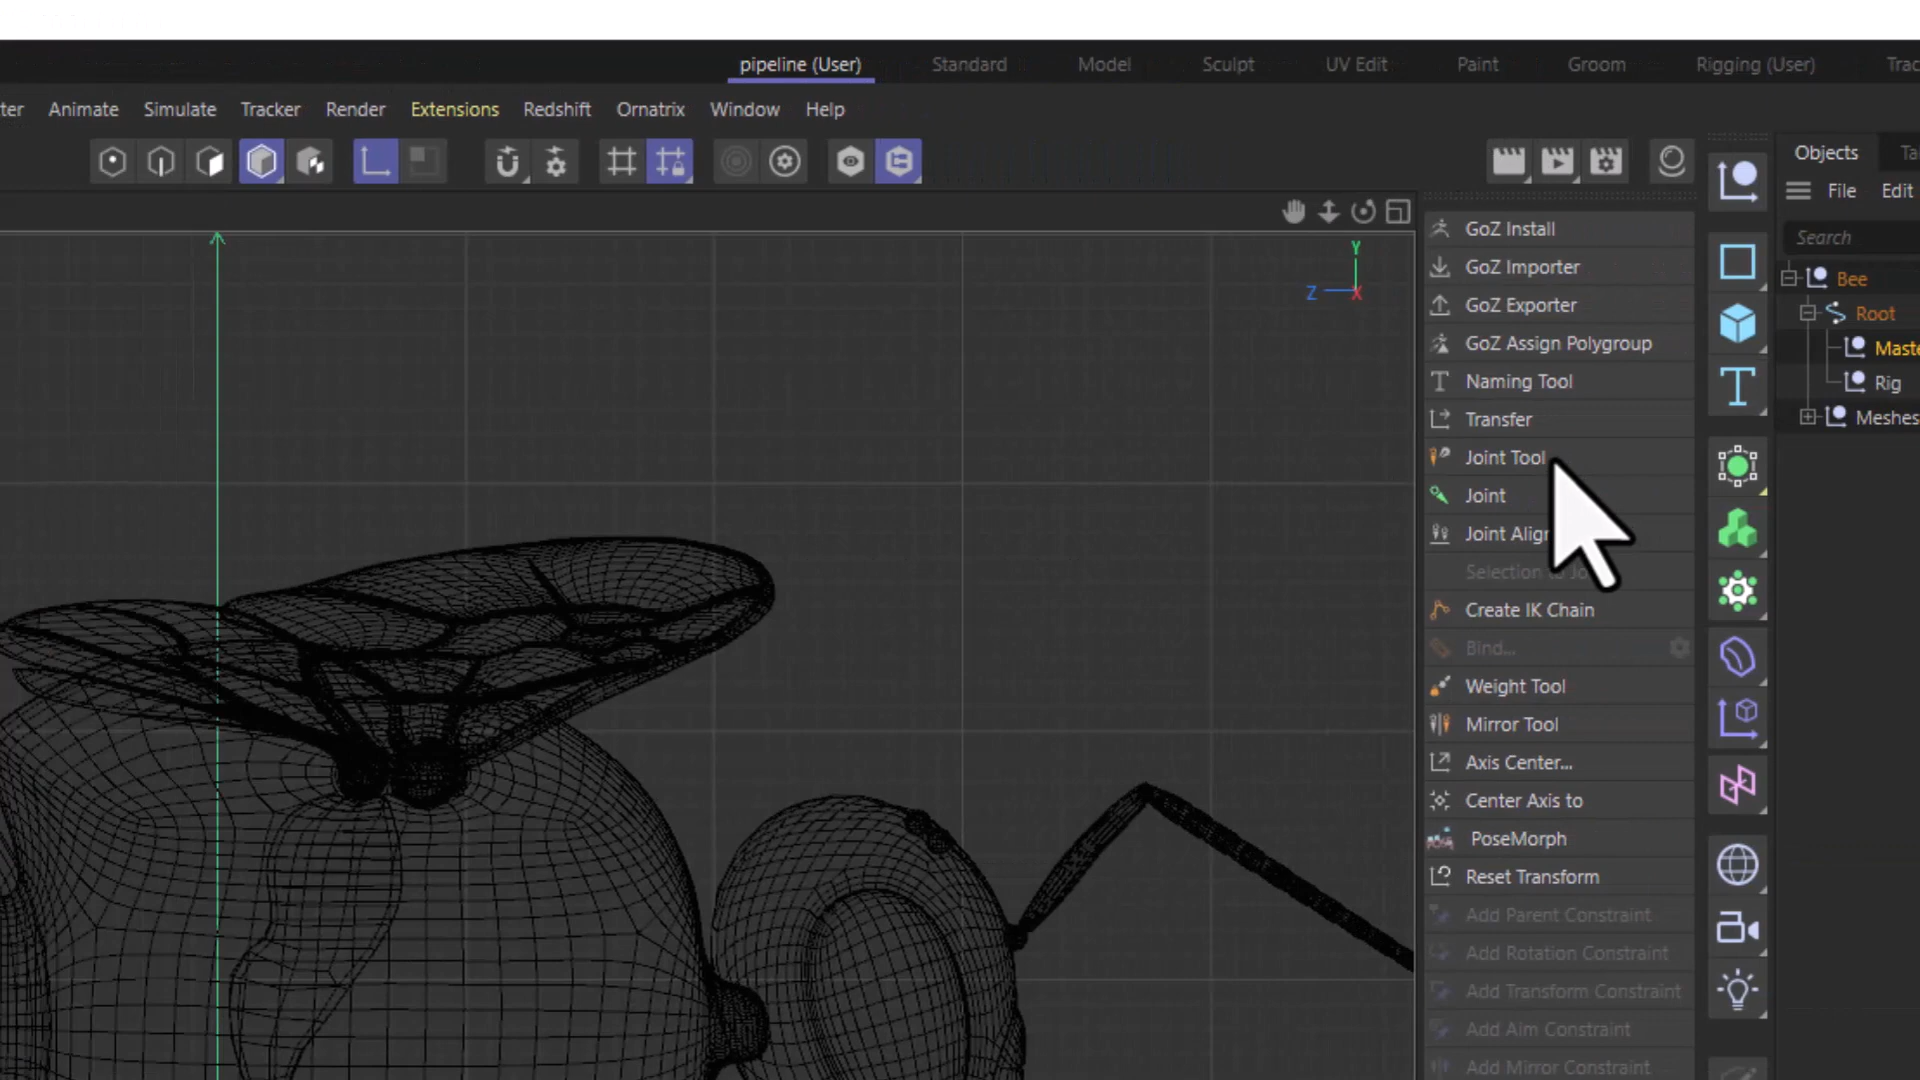 pipeline (User) Standard Model Sculpt UV Edit Paint Groom Rigging (User) Trac
ter Animate Simulate Tracker Render Extensions Redshift Ornatrix Window Help
Objects Ta
File Edit
Search
Bee
Root
Maste
Rig
Meshes
Y
Z X
GoZ Install
GoZ Importer
GoZ Exporter
GoZ Assign Polygroup
Naming Tool
Transfer
Joint Tool
Joint
Joint Align
Selection to Jo
Create IK Chain
Bind...
Weight Tool
Mirror Tool
Axis Center...
Center Axis to
PoseMorph
Reset Transform
Add Parent Constraint
Add Rotation Constraint
Add Transform Constraint
Add Aim Constraint
Add Mirror Constraint